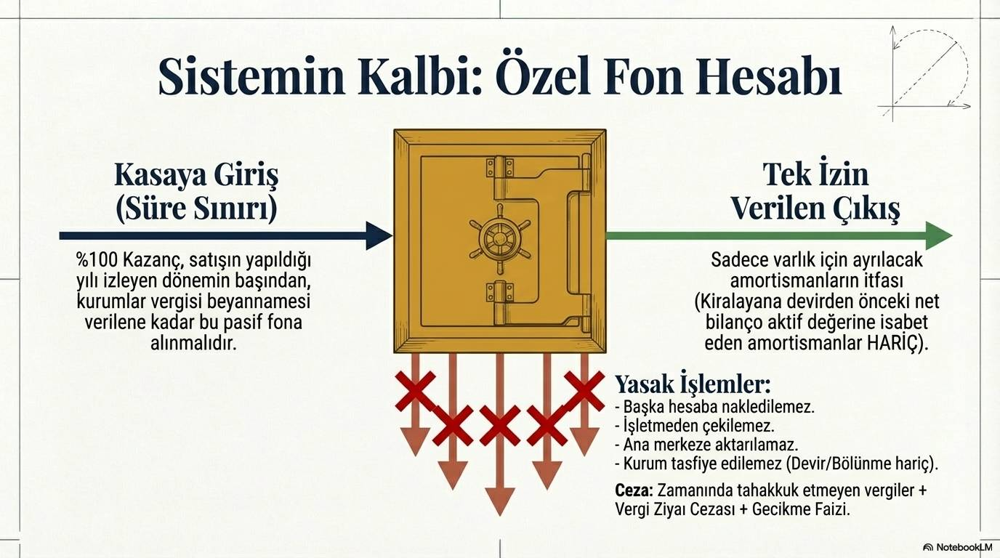 Sistemin Kalbi: Özel Fon Hesabı
Kasaya Giriş
(Süre Sınırı)
%100 Kazanç, satışın yapıldığı
yılı izleyen dönemin başından,
kurumlar vergisi beyannamesi
verilene kadar bu pasif fona
alınmalıdır.
Tek İzin
Verilen Çıkış
Sadece varlık için ayrılacak
amortismanların itfası
(Kiralayana devirden önceki net
bilanço aktif değerine isabet
eden amortismanlar HARİÇ).
Yasak İşlemler:
- Başka hesaba nakledilemez.
- İşletmeden çekilemez.
- Ana merkeze aktarılamaz.
- Kurum tasfiye edilemez (Devir/Bölünme hariç).
Ceza: Zamanında tahakkuk etmeyen vergiler +
Vergi Ziyaı Cezası + Gecikme Faizi.
NotebookLM